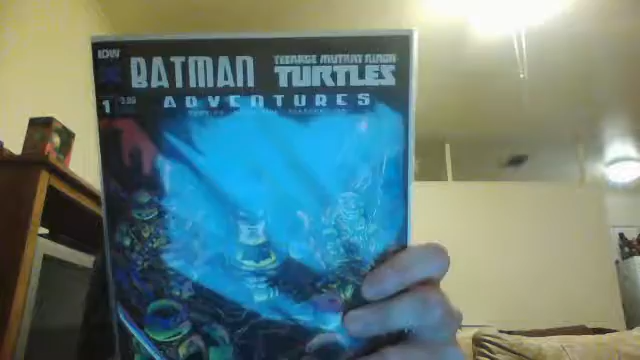 IDW
BATMAN
TEENAGE MUTANT NINJA
TURTLES
1
ADVENTURES